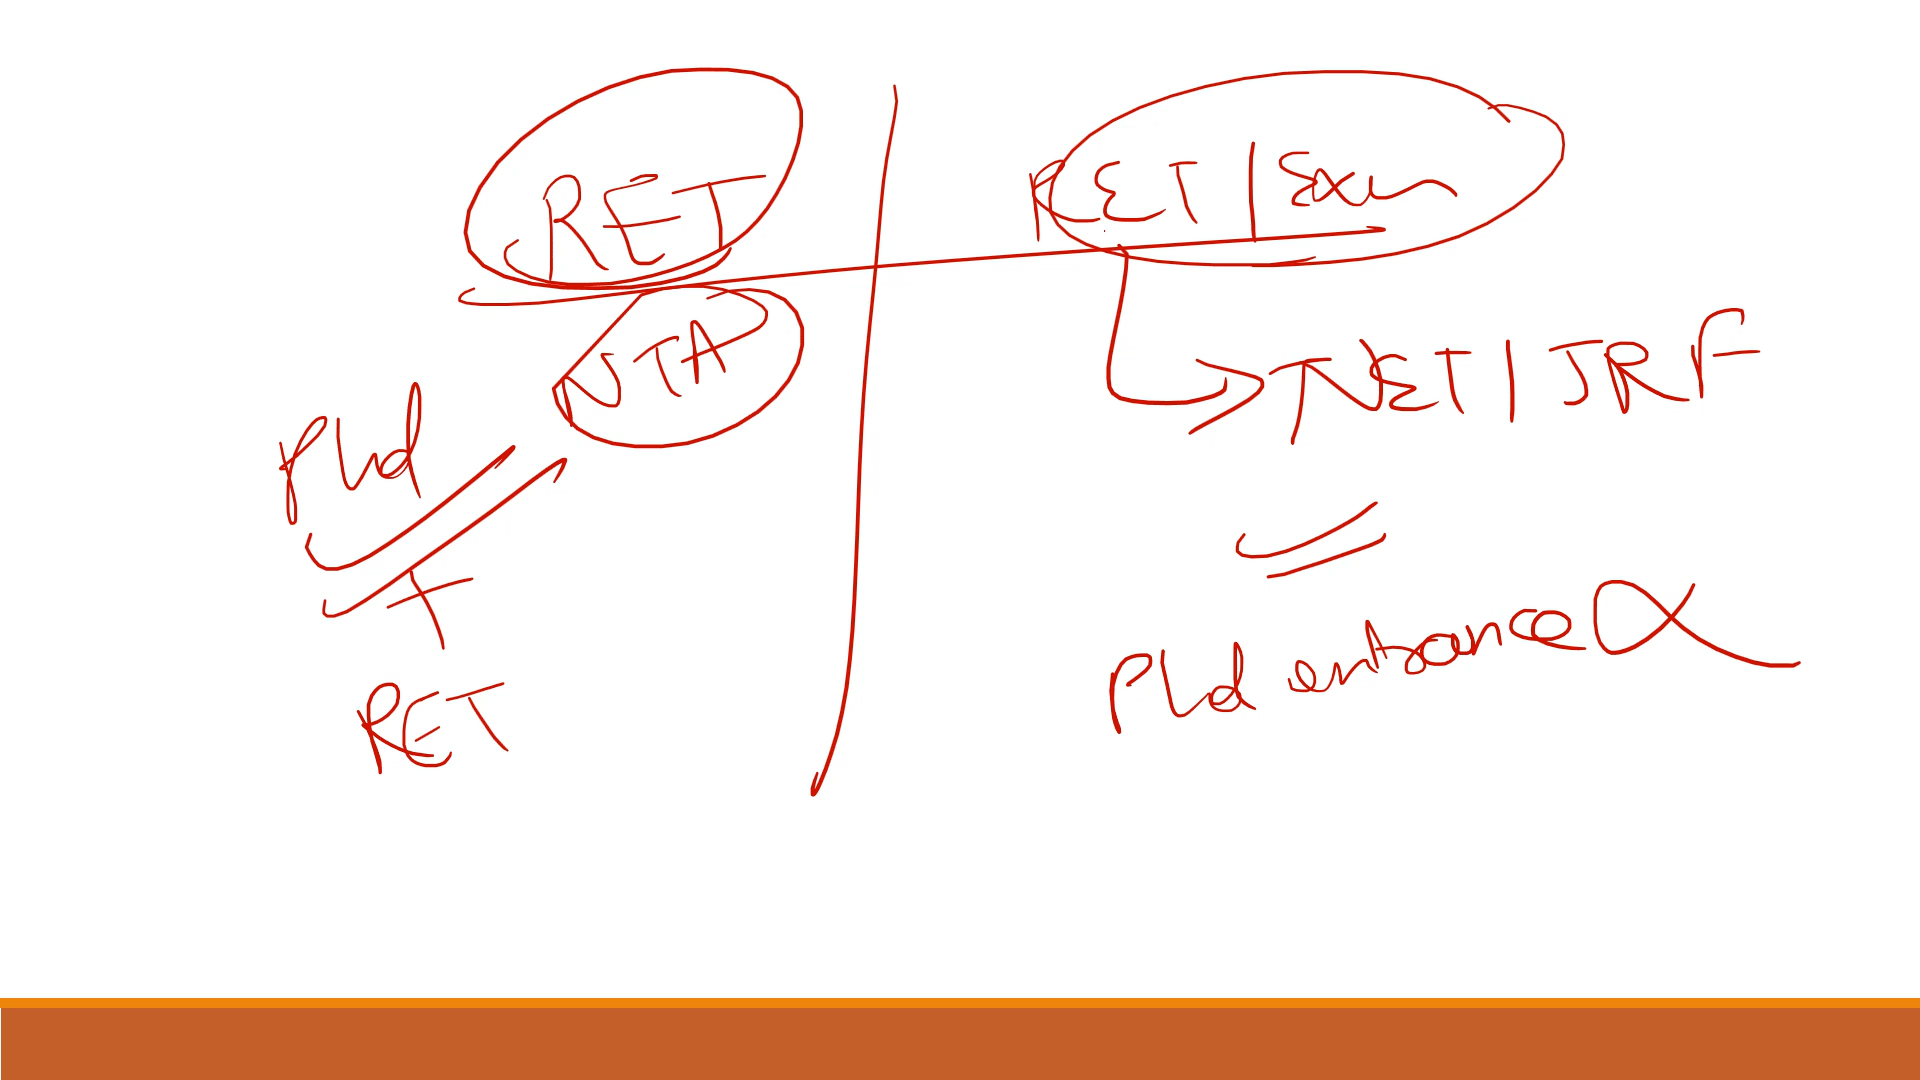 RET
NTA
Phd
+
RET
RET | Exam
NET | JRF
Phd entrance